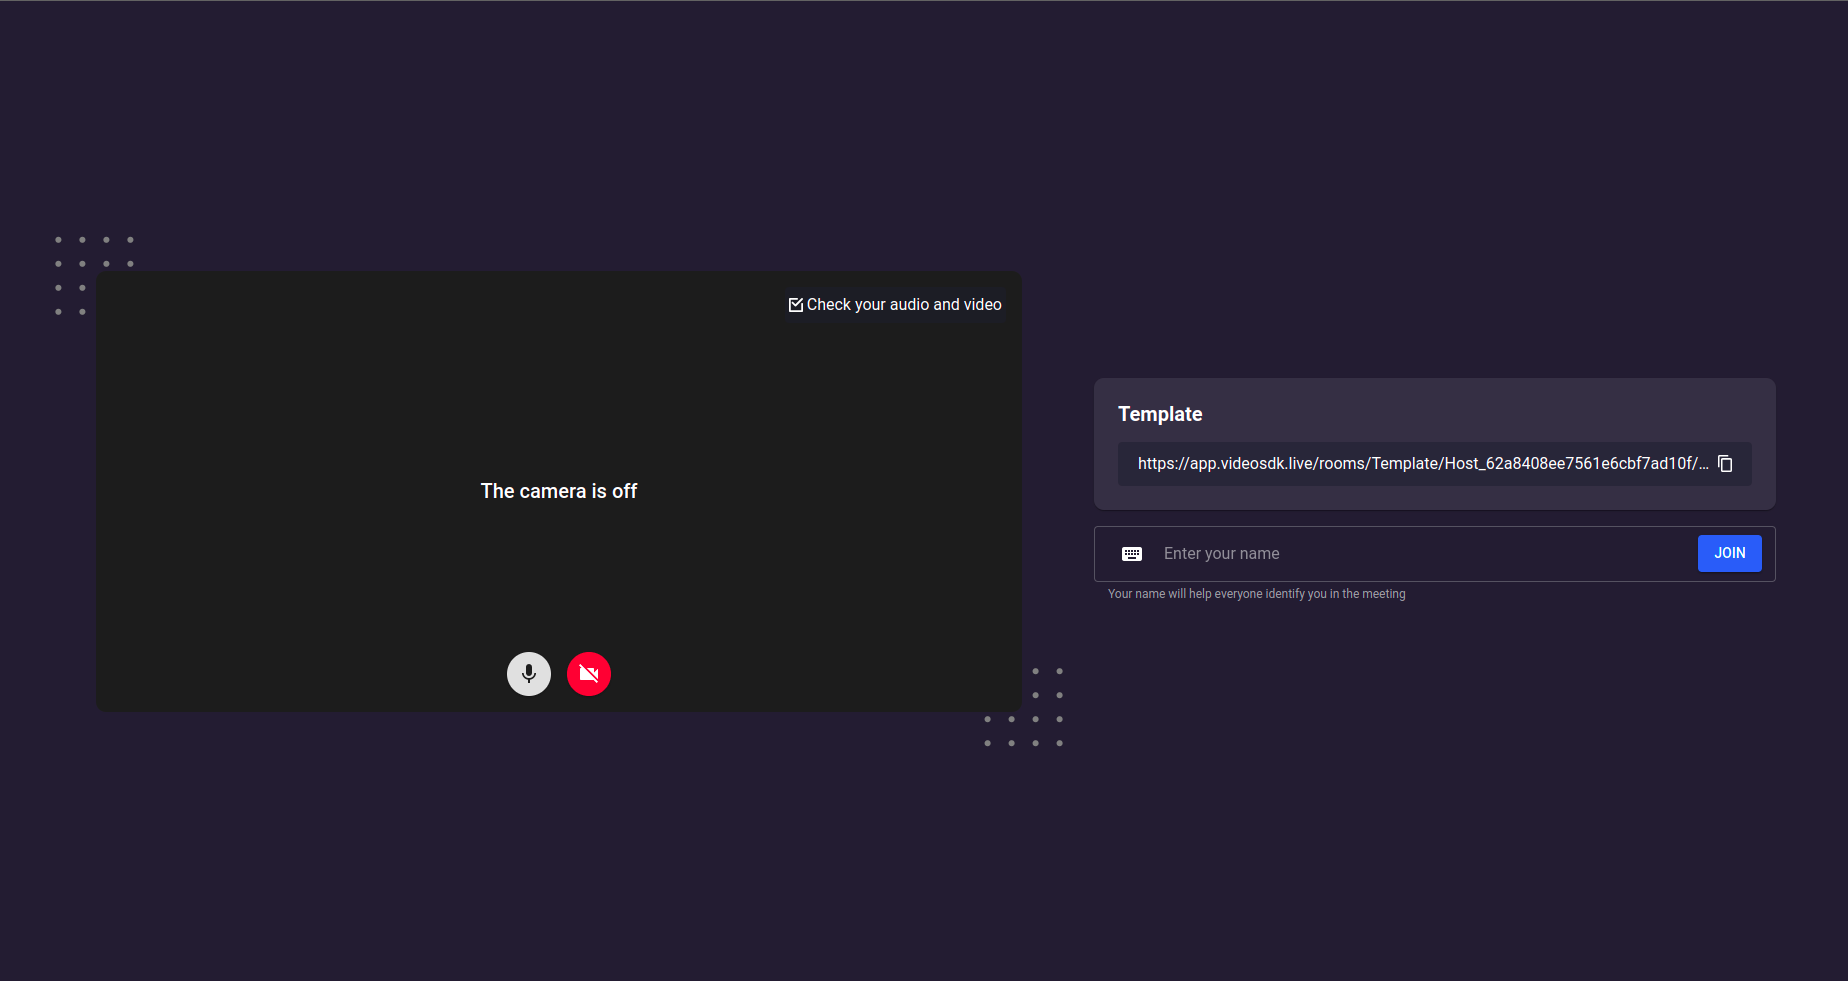 Check your audio and video
The camera is off
Template
https://app.videosdk.live/rooms/Template/Host_62a8408ee7561e6cbf7ad10f/...
Enter your name
JOIN
Your name will help everyone identify you in the meeting